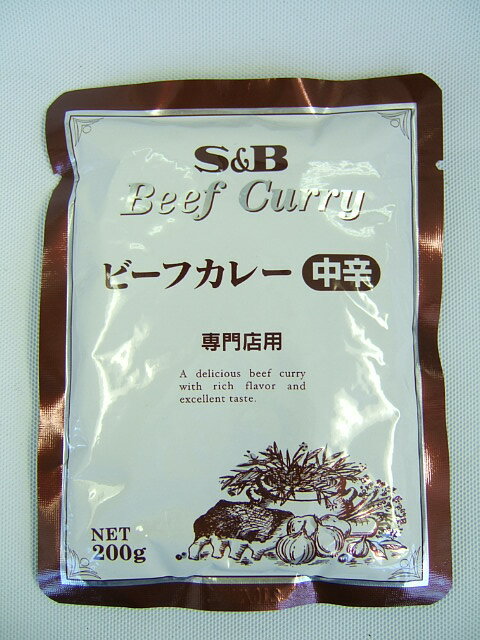 S&B
Beef Curry
ビーフカレー 中辛
専門店用
A delicious beef curry
with rich flavor and
excellent taste.
NET
200g